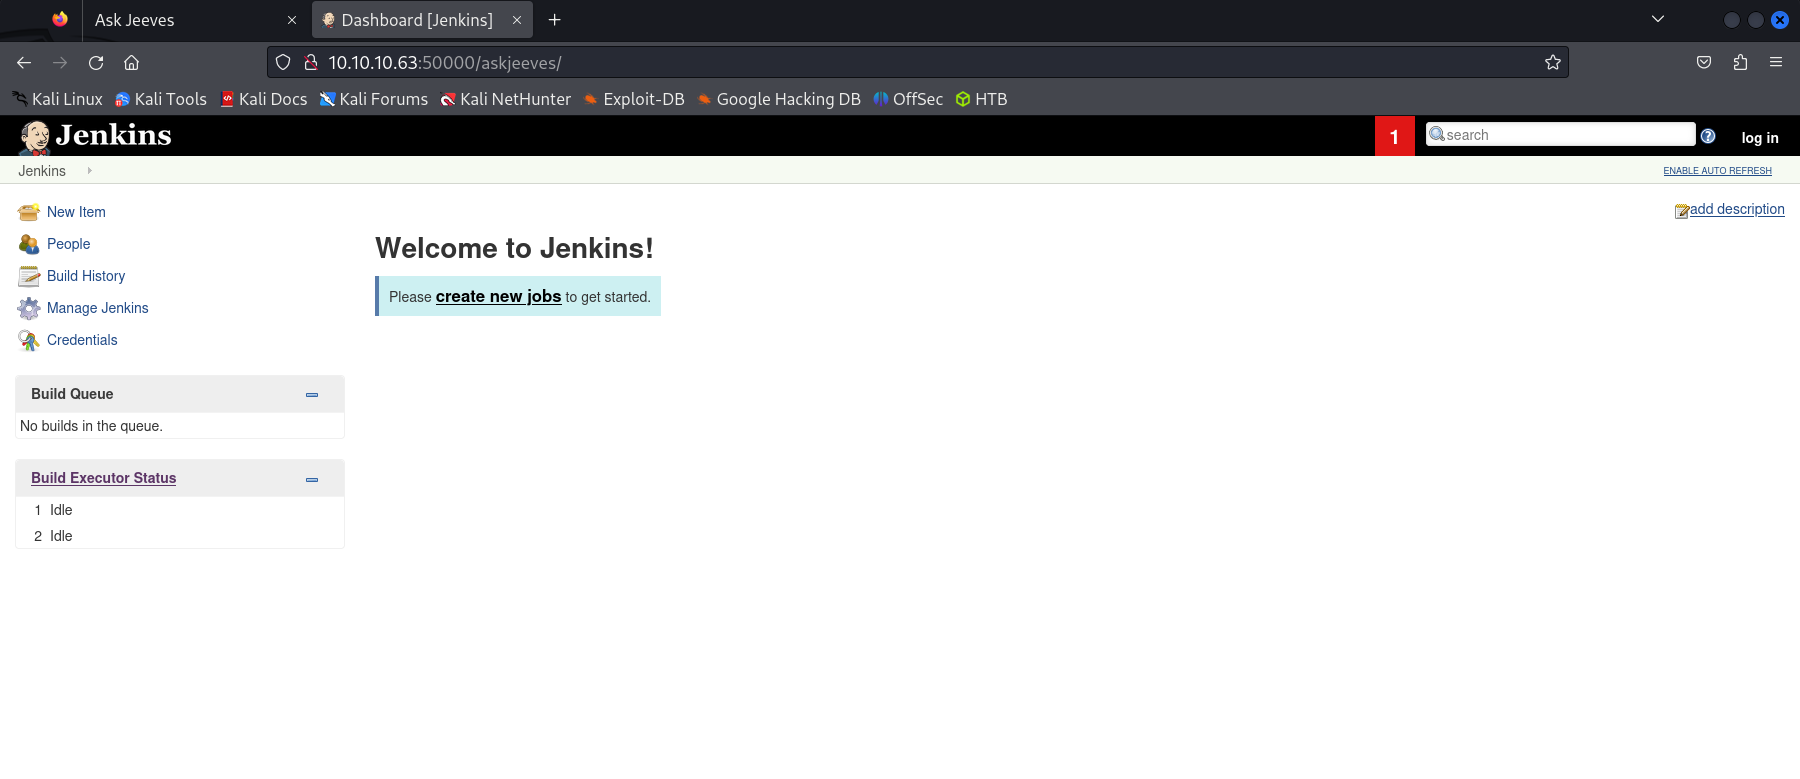 Ask Jeeves
Dashboard [Jenkins]
10.10.10.63:50000/askjeeves/
Kali Linux Kali Tools Kali Docs Kali Forums Kali NetHunter Exploit-DB Google Hacking DB OffSec HTB
Jenkins 1 search log in
Jenkins ENABLE AUTO REFRESH
New Item
add description
People
Build History
Manage Jenkins
Credentials
Welcome to Jenkins!
Please create new jobs to get started.
Build Queue
No builds in the queue.
Build Executor Status
1 Idle
2 Idle